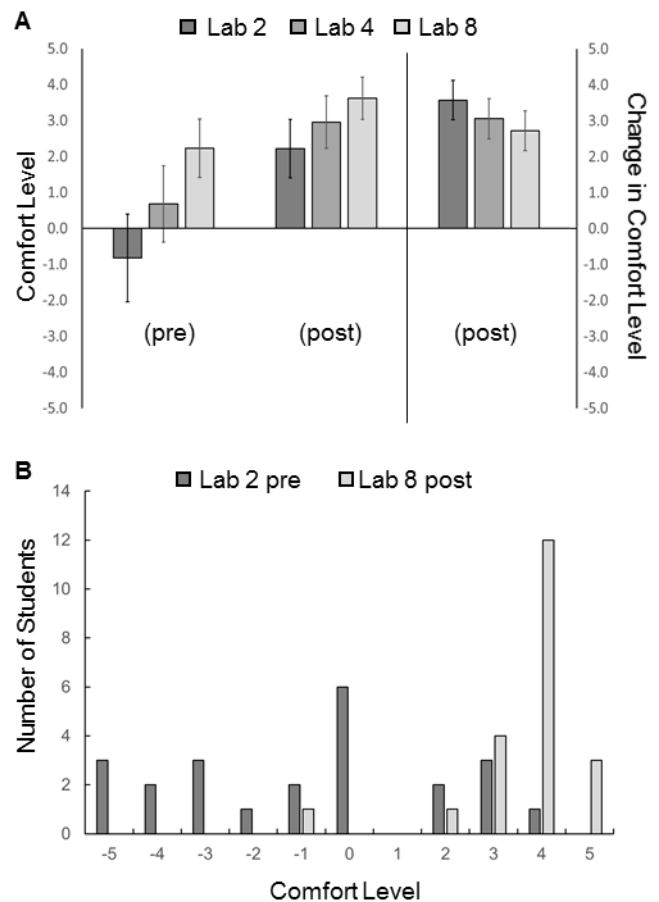 A
Lab 2 Lab 4 Lab 8
5.0
4.0
3.0
2.0
1.0
0.0
-1.0
-2.0
-3.0
-4.0
-5.0
Comfort Level
(pre) (post) (post)
5.0
4.0
3.0
2.0
1.0
0.0
-1.0
-2.0
-3.0
-4.0
-5.0
Change in
Comfort Level
B
Lab 2 pre Lab 8 post
14
12
10
8
6
4
2
0
Number of Students
-5 -4 -3 -2 -1 0 1 2 3 4 5
Comfort Level